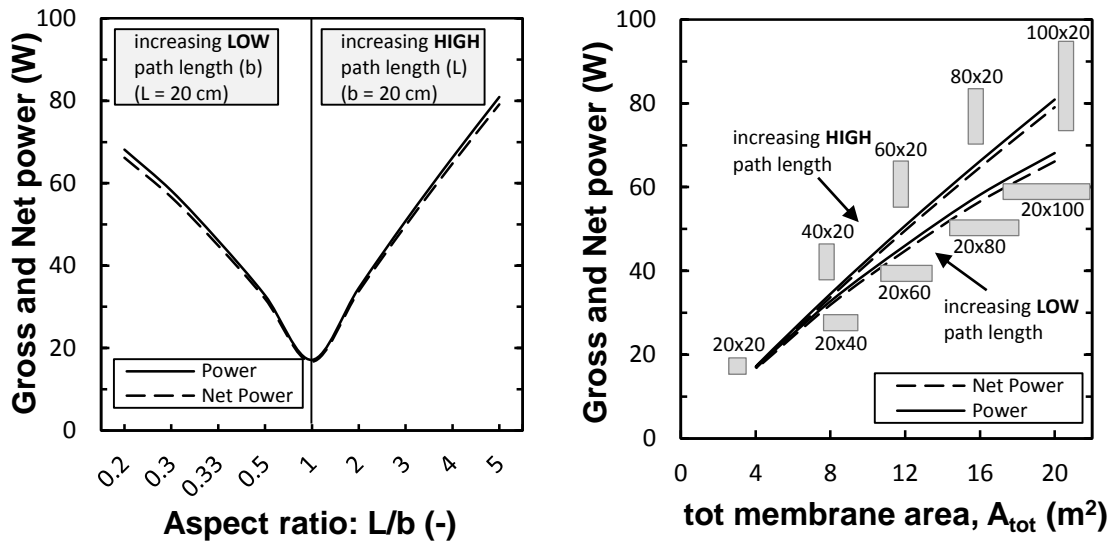 Gross and Net power (W)
100
80
60
40
20
0
increasing LOW
path length (b)
(L = 20 cm)
increasing HIGH
path length (L)
(b = 20 cm)
Power
Net Power
0.2
0.3
0.33
0.5
1
2
3
4
5
Aspect ratio: L/b (-)
Gross and Net power (W)
100
80
60
40
20
0
100x20
80x20
increasing HIGH
path length
60x20
40x20
20x100
20x80
20x60
increasing LOW
path length
20x20
20x40
Net Power
Power
0
4
8
12
16
20
tot membrane area, Atot (m²)